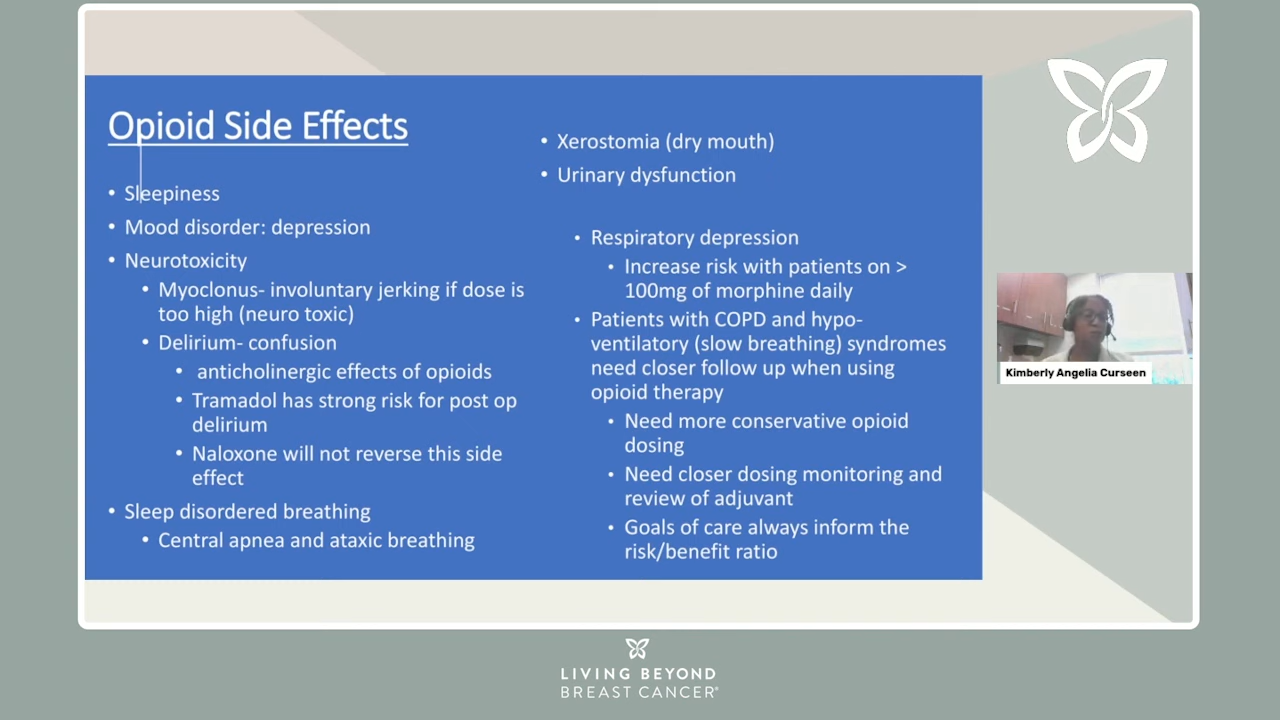 Opioid Side Effects
• Sleepiness
• Mood disorder: depression
• Neurotoxicity
• Myoclonus- involuntary jerking if dose is
too high (neuro toxic)
• Delirium- confusion
• anticholinergic effects of opioids
• Tramadol has strong risk for post op
delirium
• Naloxone will not reverse this side
effect
• Sleep disordered breathing
• Central apnea and ataxic breathing
• Xerostomia (dry mouth)
• Urinary dysfunction
• Respiratory depression
• Increase risk with patients on >
100mg of morphine daily
• Patients with COPD and hypo-
ventilatory (slow breathing) syndromes
need closer follow up when using
opioid therapy
• Need more conservative opioid
dosing
• Need closer dosing monitoring and
review of adjuvant
• Goals of care always inform the
risk/benefit ratio
Kimberly Angelia Curseen
LIVING BEYOND
BREAST CANCER®